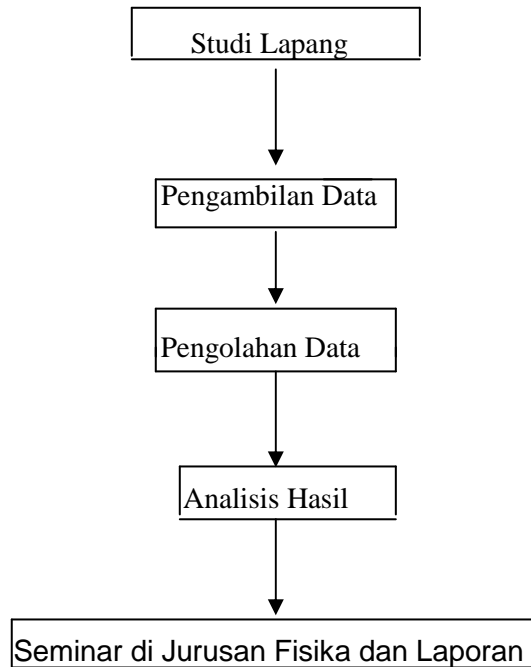 Studi Lapang
Pengambilan Data
Pengolahan Data
Analisis Hasil
Seminar di Jurusan Fisika dan Laporan